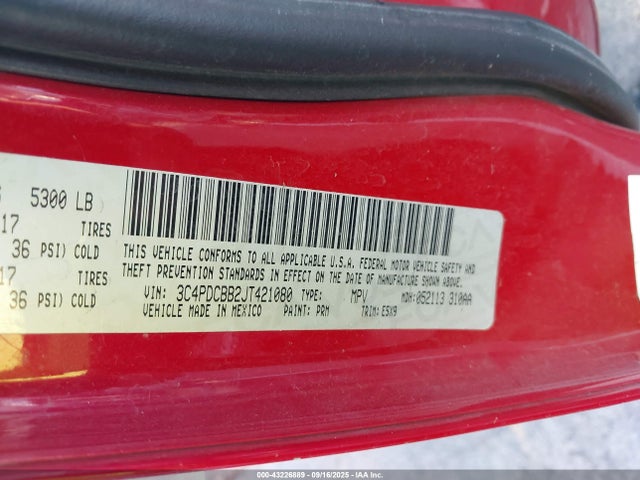 5300 LB
17 TIRES
36 PSI) COLD
17 TIRES
36 PSI) COLD
THIS VEHICLE CONFORMS TO ALL APPLICABLE U.S.A. FEDERAL MOTOR VEHICLE SAFETY AND
THEFT PREVENTION STANDARDS IN EFFECT ON THE DATE OF MANUFACTURE SHOWN ABOVE.
VIN: 3C4PDCBB2JT421080 TYPE: MPV MDH: 052113 310AA
VEHICLE MADE IN MEXICO PAINT: PRM TRIM: E5X9
000-43226889 - 09/16/2025 - IAA Inc.